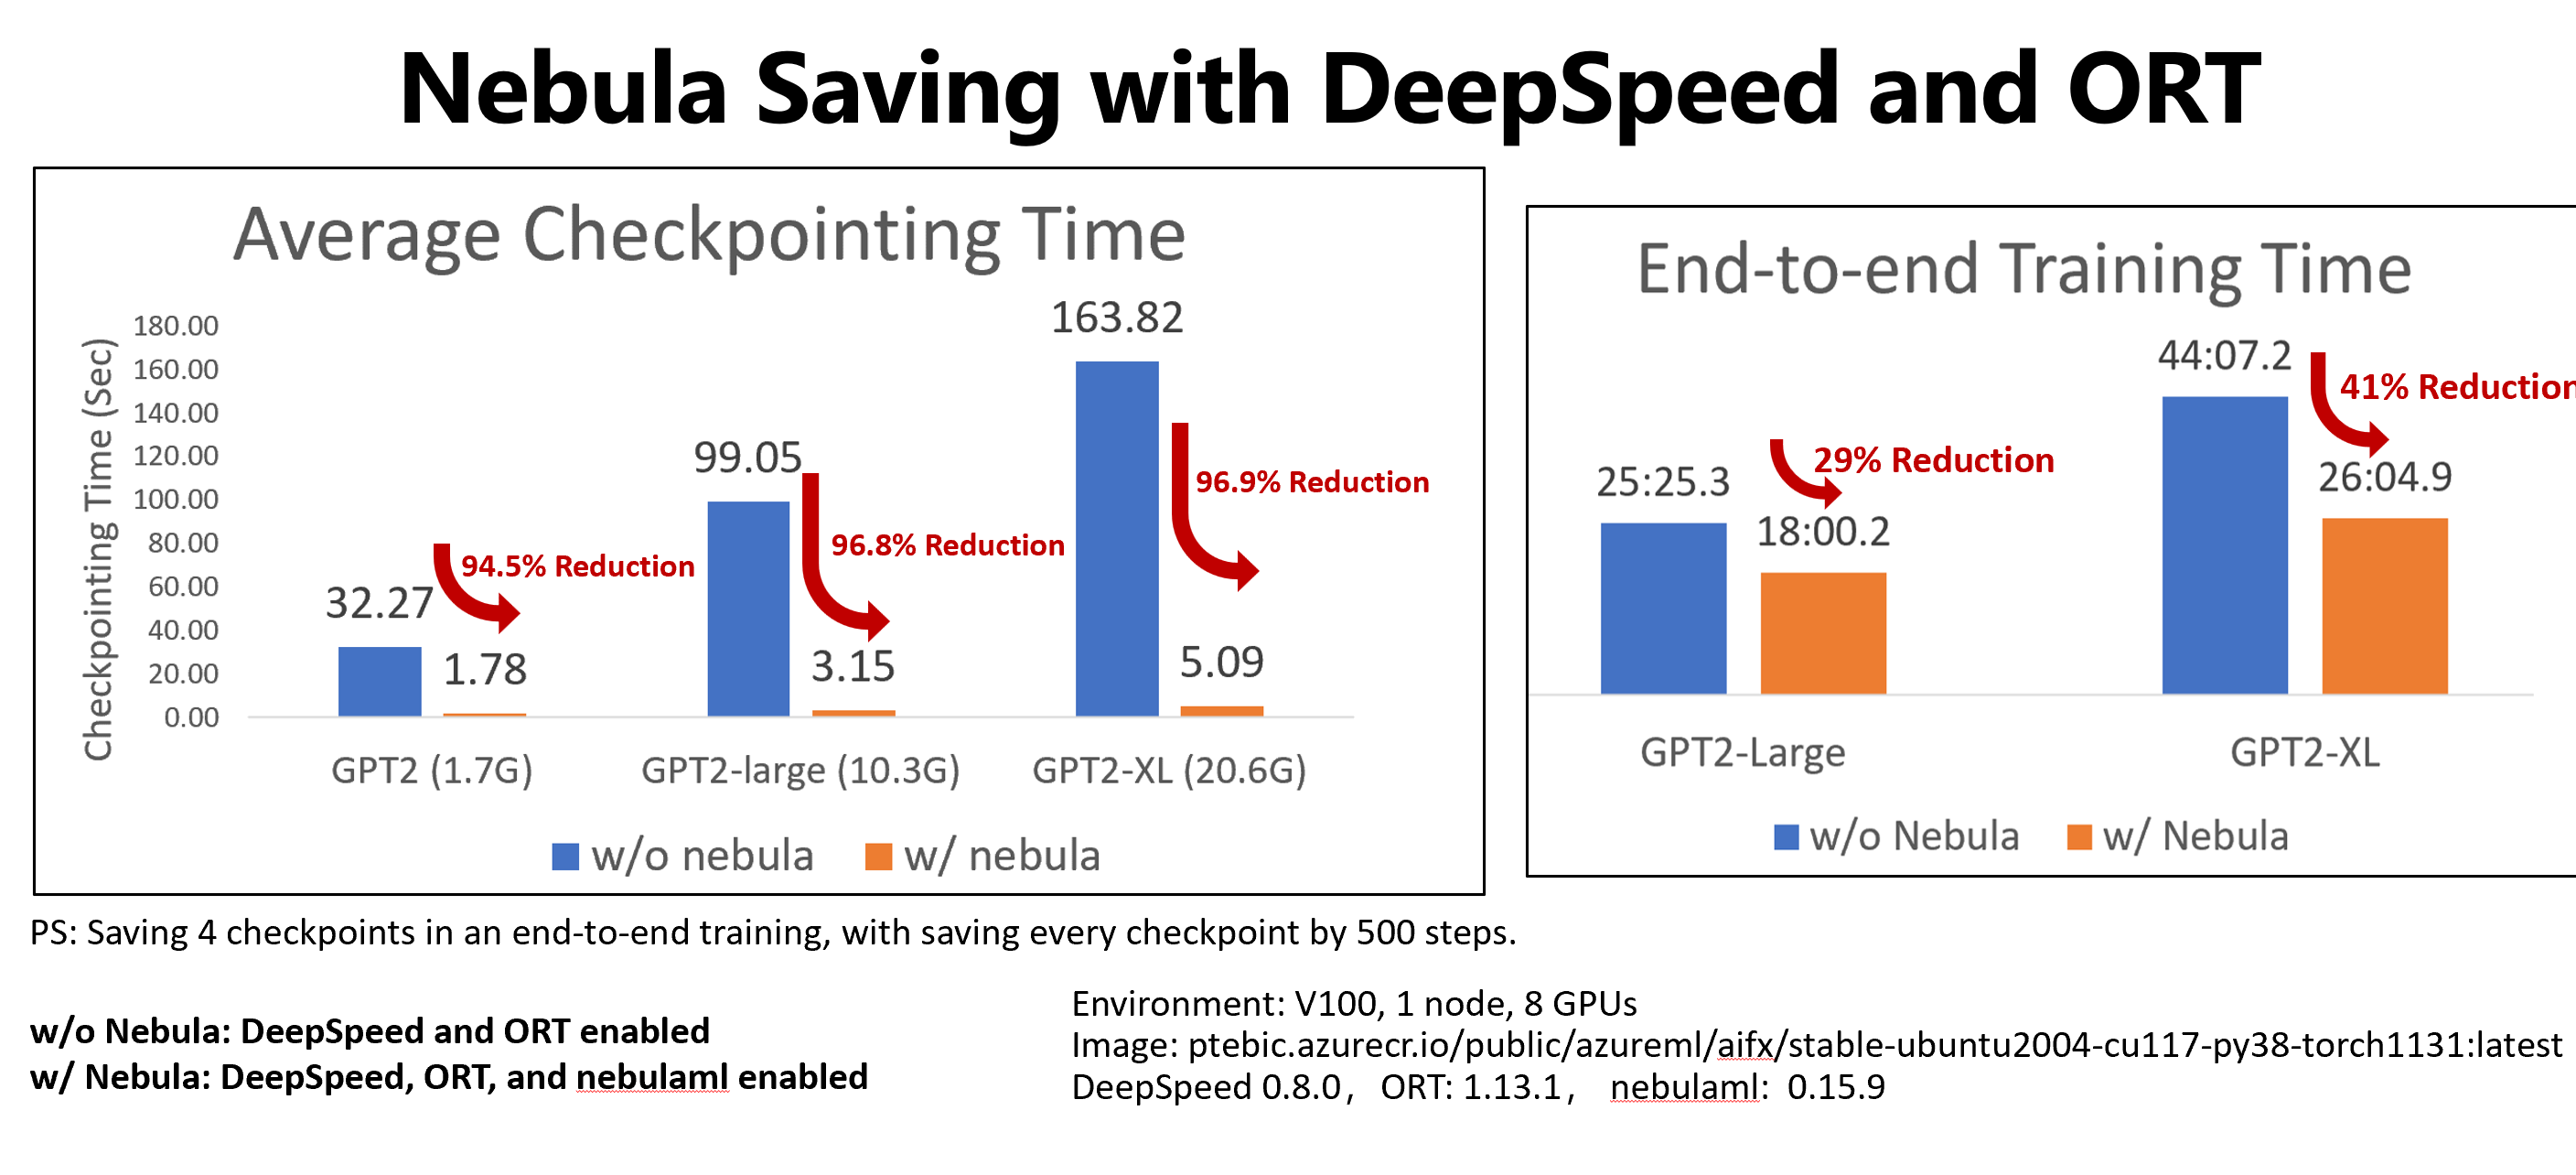 Nebula Saving with DeepSpeed and ORT
Average Checkpointing Time
Checkpointing Time (Sec)
180.00
160.00
140.00
120.00
100.00
80.00
60.00
40.00
20.00
0.00
32.27
1.78
94.5% Reduction
99.05
3.15
96.8% Reduction
163.82
5.09
96.9% Reduction
GPT2 (1.7G)
GPT2-large (10.3G)
GPT2-XL (20.6G)
w/o nebula
w/ nebula
End-to-end Training Time
25:25.3
18:00.2
29% Reduction
44:07.2
26:04.9
41% Reduction
GPT2-Large
GPT2-XL
w/o Nebula
w/ Nebula
PS: Saving 4 checkpoints in an end-to-end training, with saving every checkpoint by 500 steps.
w/o Nebula: DeepSpeed and ORT enabled
w/ Nebula: DeepSpeed, ORT, and nebulaml enabled
Environment: V100, 1 node, 8 GPUs
Image: ptebic.azurecr.io/public/azureml/aifx/stable-ubuntu2004-cu117-py38-torch1131:latest
DeepSpeed 0.8.0， ORT: 1.13.1， nebulaml: 0.15.9